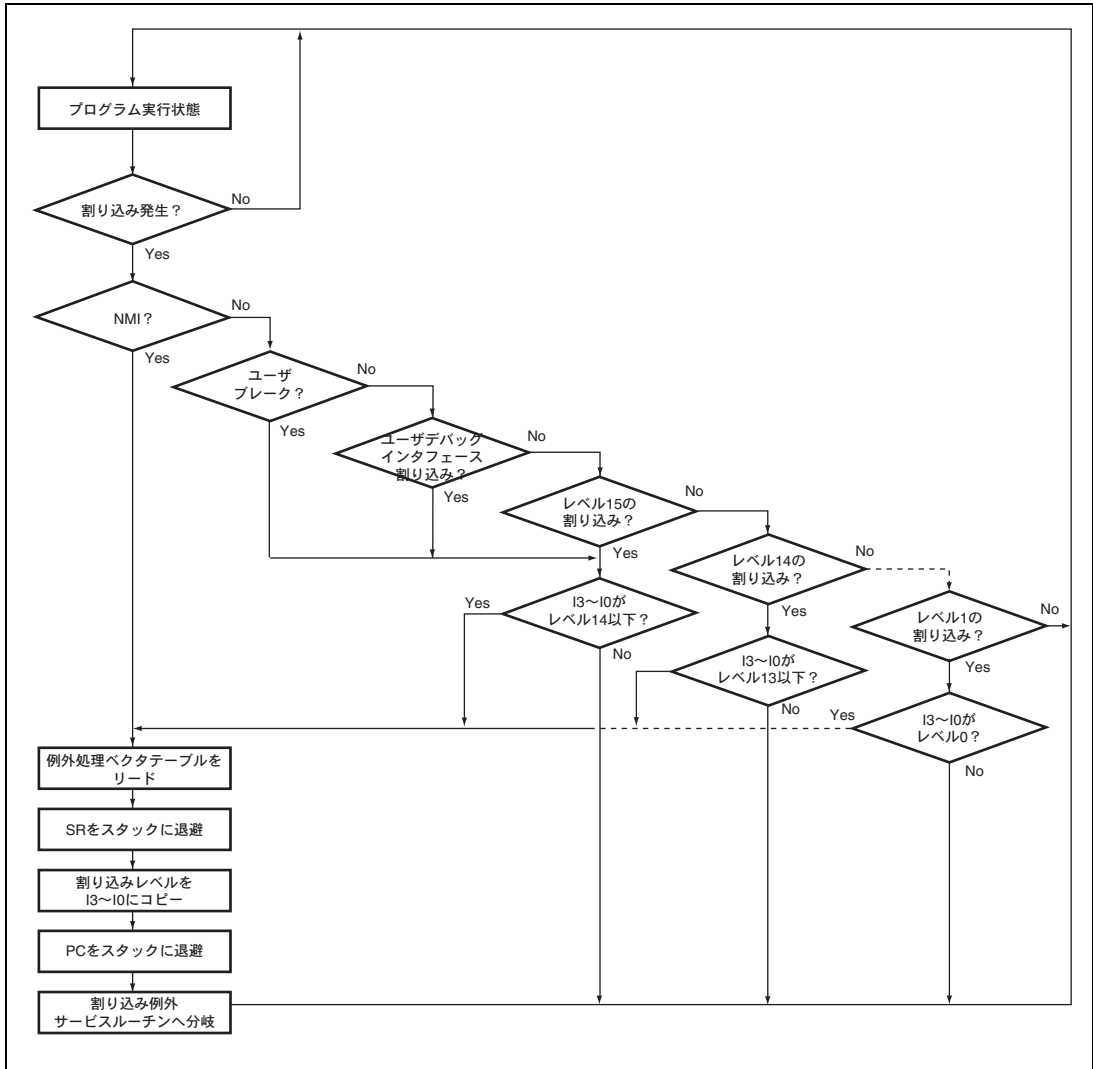 プログラム実行状態
割り込み発生？
No
Yes
NMI？
No
Yes
ユーザ
ブレーク？
No
Yes
ユーザデバッグ
インタフェース
割り込み？
No
Yes
レベル15の
割り込み？
No
Yes
レベル14の
割り込み？
No
Yes
レベル1の
割り込み？
No
Yes
I3〜I0が
レベル14以下？
Yes
No
I3〜I0が
レベル13以下？
No
I3〜I0が
レベル0？
Yes
No
例外処理ベクタテーブルを
リード
SRをスタックに退避
割り込みレベルを
I3〜I0にコピー
PCをスタックに退避
割り込み例外
サービスルーチンへ分岐